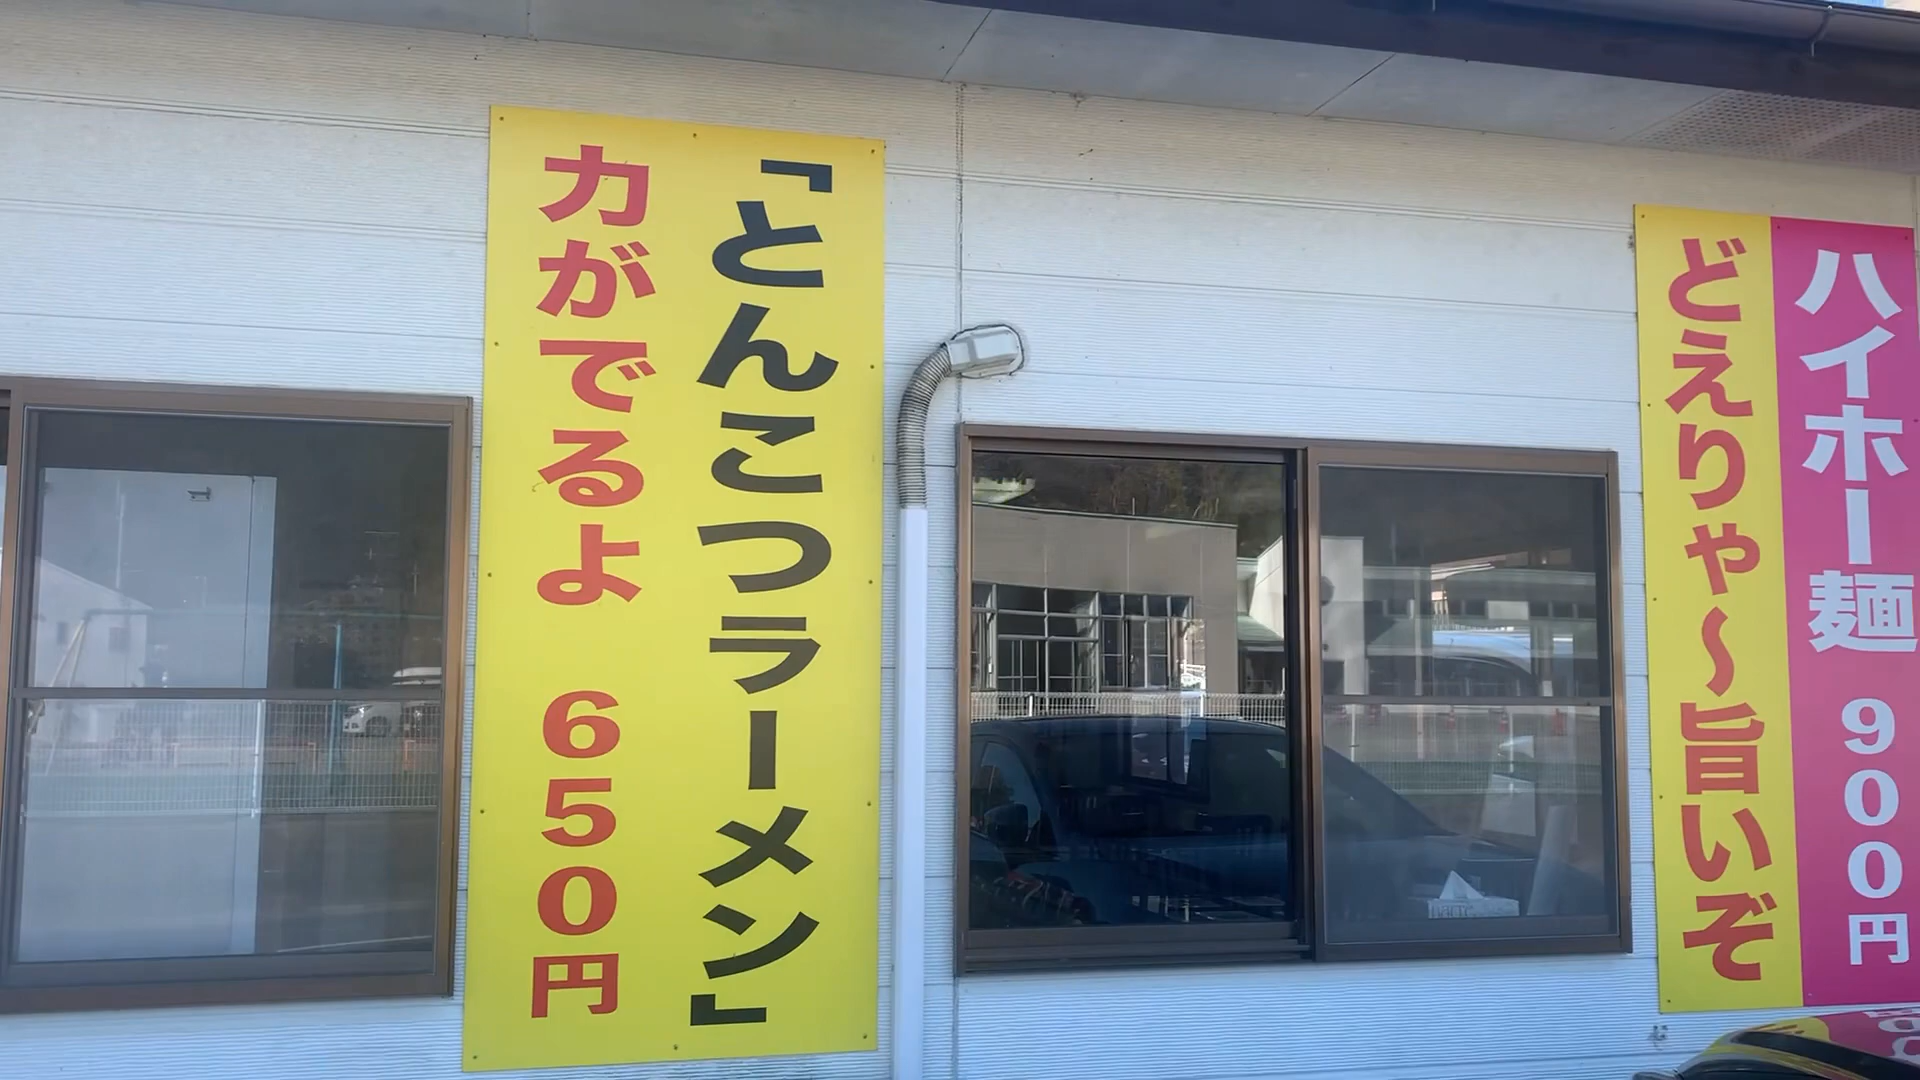 「とんこつラーメン」
力がでるよ 650円
ハイホー麺 900円
どえりゃ〜旨いぞ